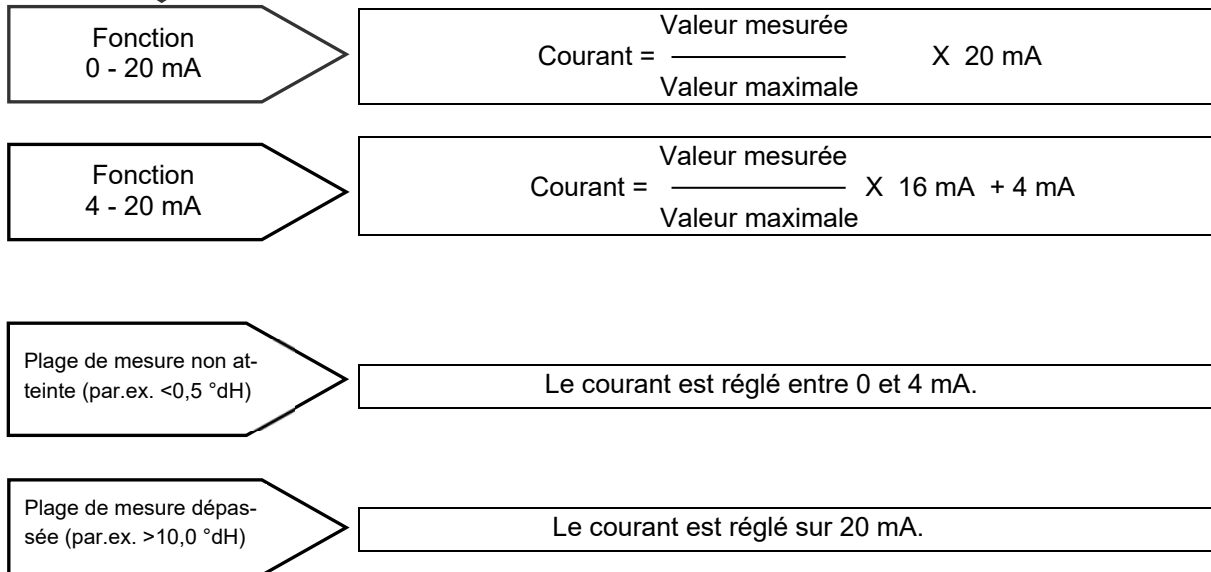 Fonction
0 - 20 mA
Valeur mesurée
Courant = X 20 mA
Valeur maximale
Fonction
4 - 20 mA
Valeur mesurée
Courant = X 16 mA + 4 mA
Valeur maximale
Plage de mesure non at-
teinte (par.ex. <0,5 °dH)
Le courant est réglé entre 0 et 4 mA.
Plage de mesure dépas-
sée (par.ex. >10,0 °dH)
Le courant est réglé sur 20 mA.